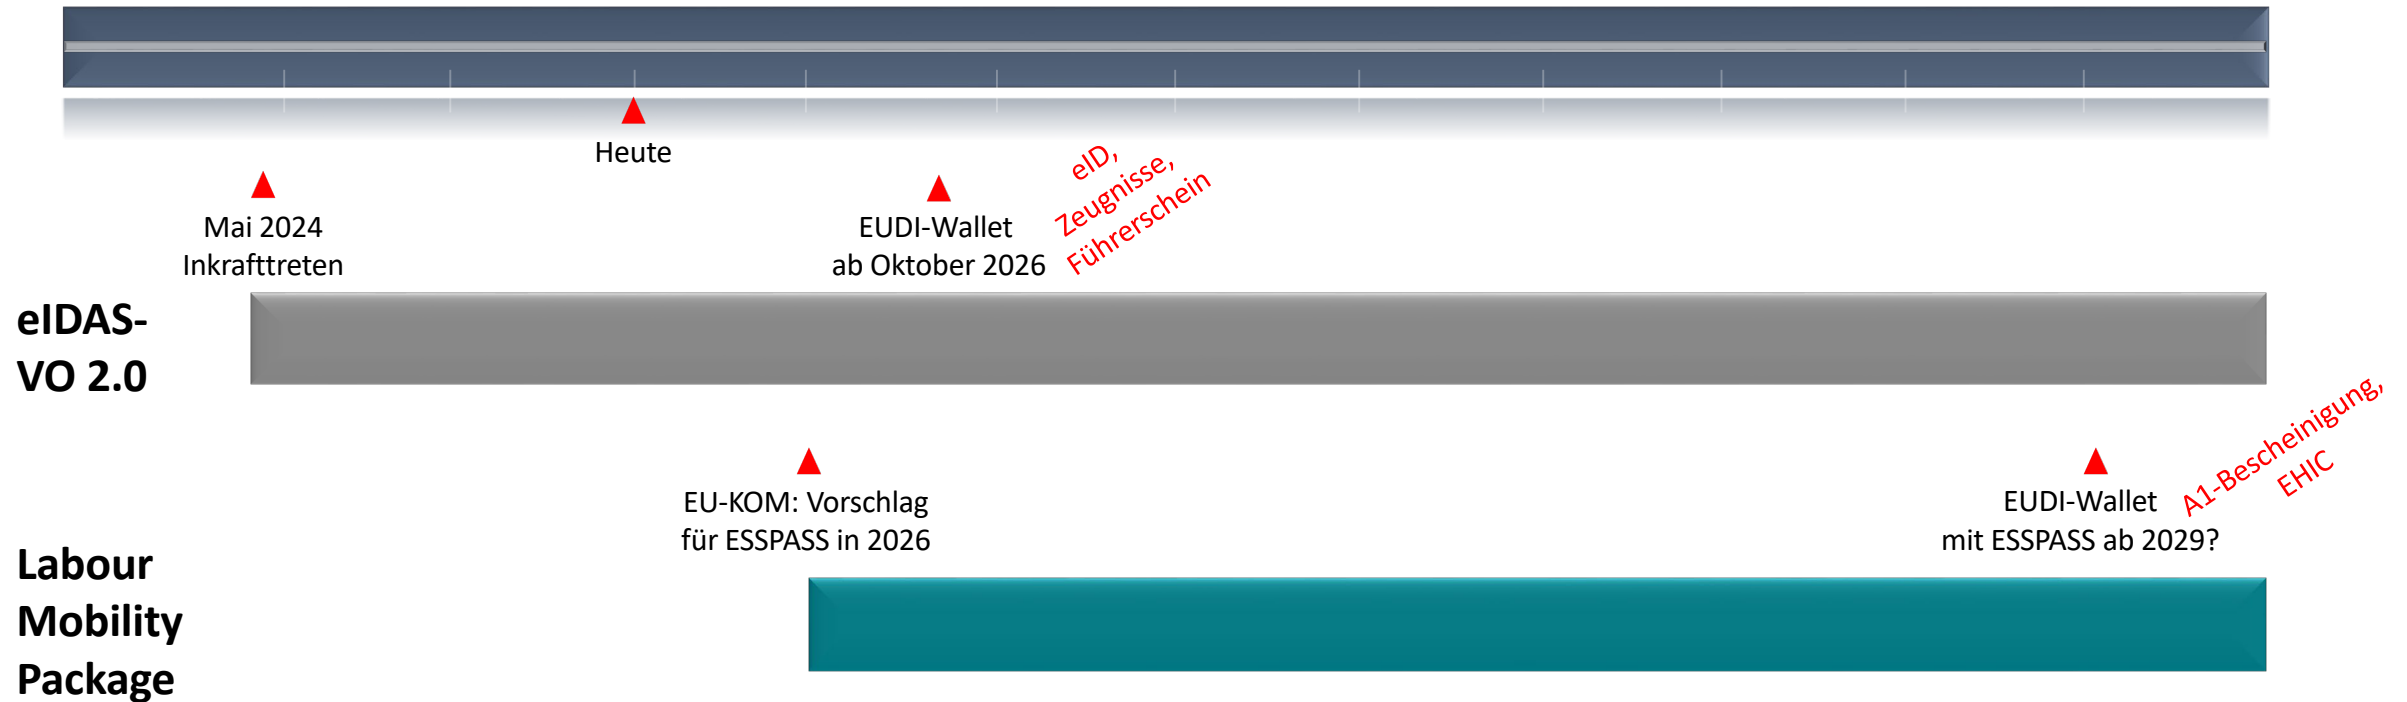 Heute
Mai 2024
Inkrafttreten
EUDI-Wallet
ab Oktober 2026
eID,
Zeugnisse,
Führerschein
eIDAS-
VO 2.0
EU-KOM: Vorschlag
für ESSPASS in 2026
EUDI-Wallet
mit ESSPASS ab 2029?
A1-Bescheinigung,
EHIC
Labour
Mobility
Package